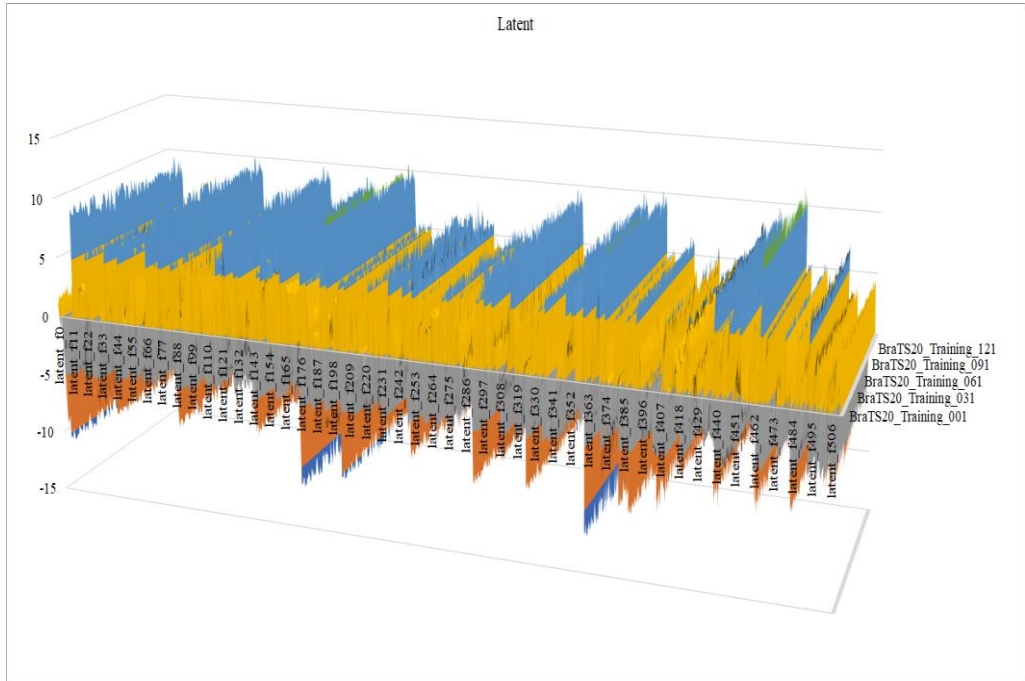 Latent
15
10
5
0
-5
-10
-15
latent_f0
latent_f11
latent_f22
latent_f33
latent_f44
latent_f55
latent_f66
latent_f77
latent_f88
latent_f99
latent_f110
latent_f121
latent_f132
latent_f143
latent_f154
latent_f165
latent_f176
latent_f187
latent_f198
latent_f209
latent_f220
latent_f231
latent_f242
latent_f253
latent_f264
latent_f275
latent_f286
latent_f297
latent_f308
latent_f319
latent_f330
latent_f341
latent_f352
latent_f363
latent_f374
latent_f385
latent_f396
latent_f407
latent_f418
latent_f429
latent_f440
latent_f451
latent_f462
latent_f473
latent_f484
latent_f495
latent_f506
BraTS20_Training_121
BraTS20_Training_091
BraTS20_Training_061
BraTS20_Training_031
BraTS20_Training_001